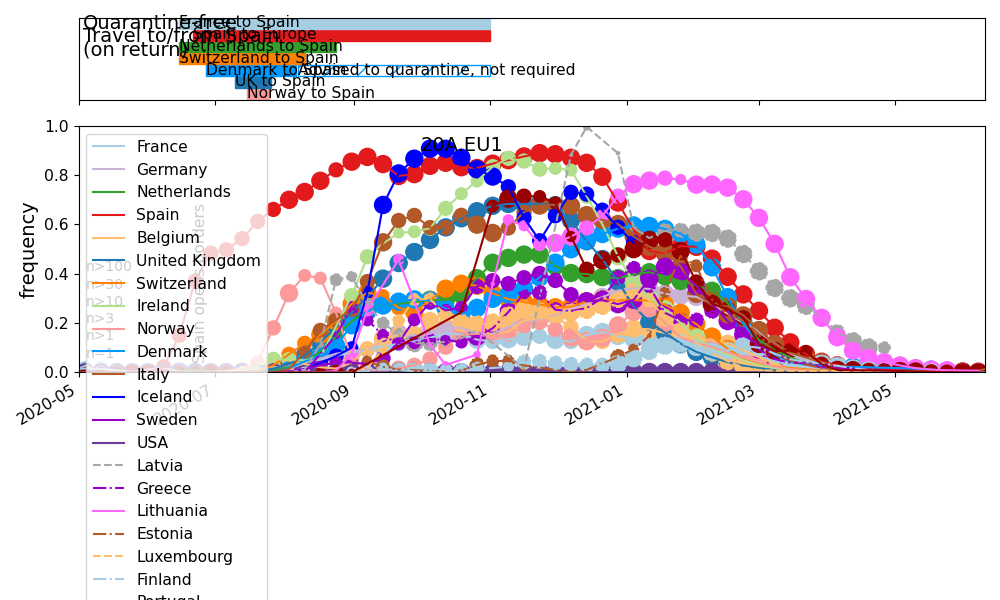 Quarantine-free
Travel to/from Spain
(on return)
France to Spain
Spain to Europe
Netherlands to Spain
Switzerland to Spain
Denmark to Spain
Advised to quarantine, not required
UK to Spain
Norway to Spain
20A.EU1
frequency
1.0
0.8
0.6
0.4
0.2
0.0
n>100
n>30
n>10
n>3
n>1
France
Germany
Netherlands
Spain
Belgium
United Kingdom
Switzerland
Ireland
Norway
Denmark
Italy
Iceland
Sweden
USA
Latvia
Greece
Lithuania
Estonia
Luxembourg
Finland
Portugal
2020-05
2020-07
2020-09
2020-11
2021-01
2021-03
2021-05